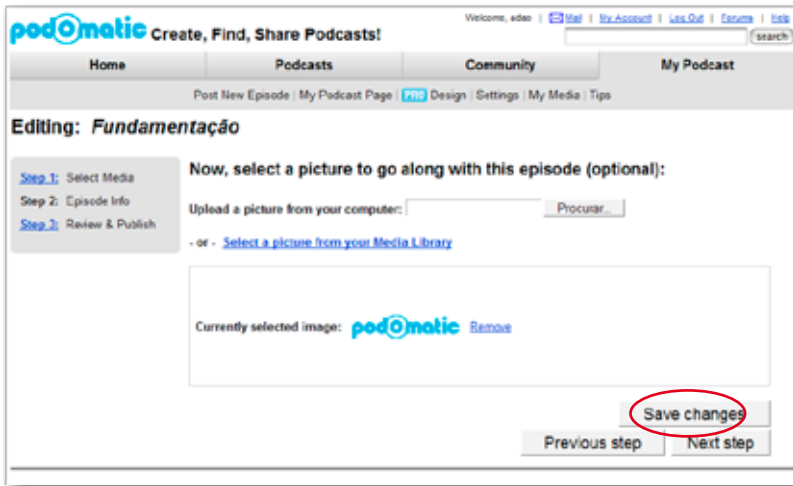 Welcome, adao | Mail | My Account | Log Out | Forums | Help
podOmatic Create, Find, Share Podcasts!
search
Home Podcasts Community My Podcast
Post New Episode | My Podcast Page | PRO Design | Settings | My Media | Tips
Editing: Fundamentação
Now, select a picture to go along with this episode (optional):
Step 1: Select Media
Step 2: Episode Info
Step 3: Review & Publish
Upload a picture from your computer: Procurar...
- or - Select a picture from your Media Library
Currently selected image: podOmatic Remove
Save changes
Previous step Next step